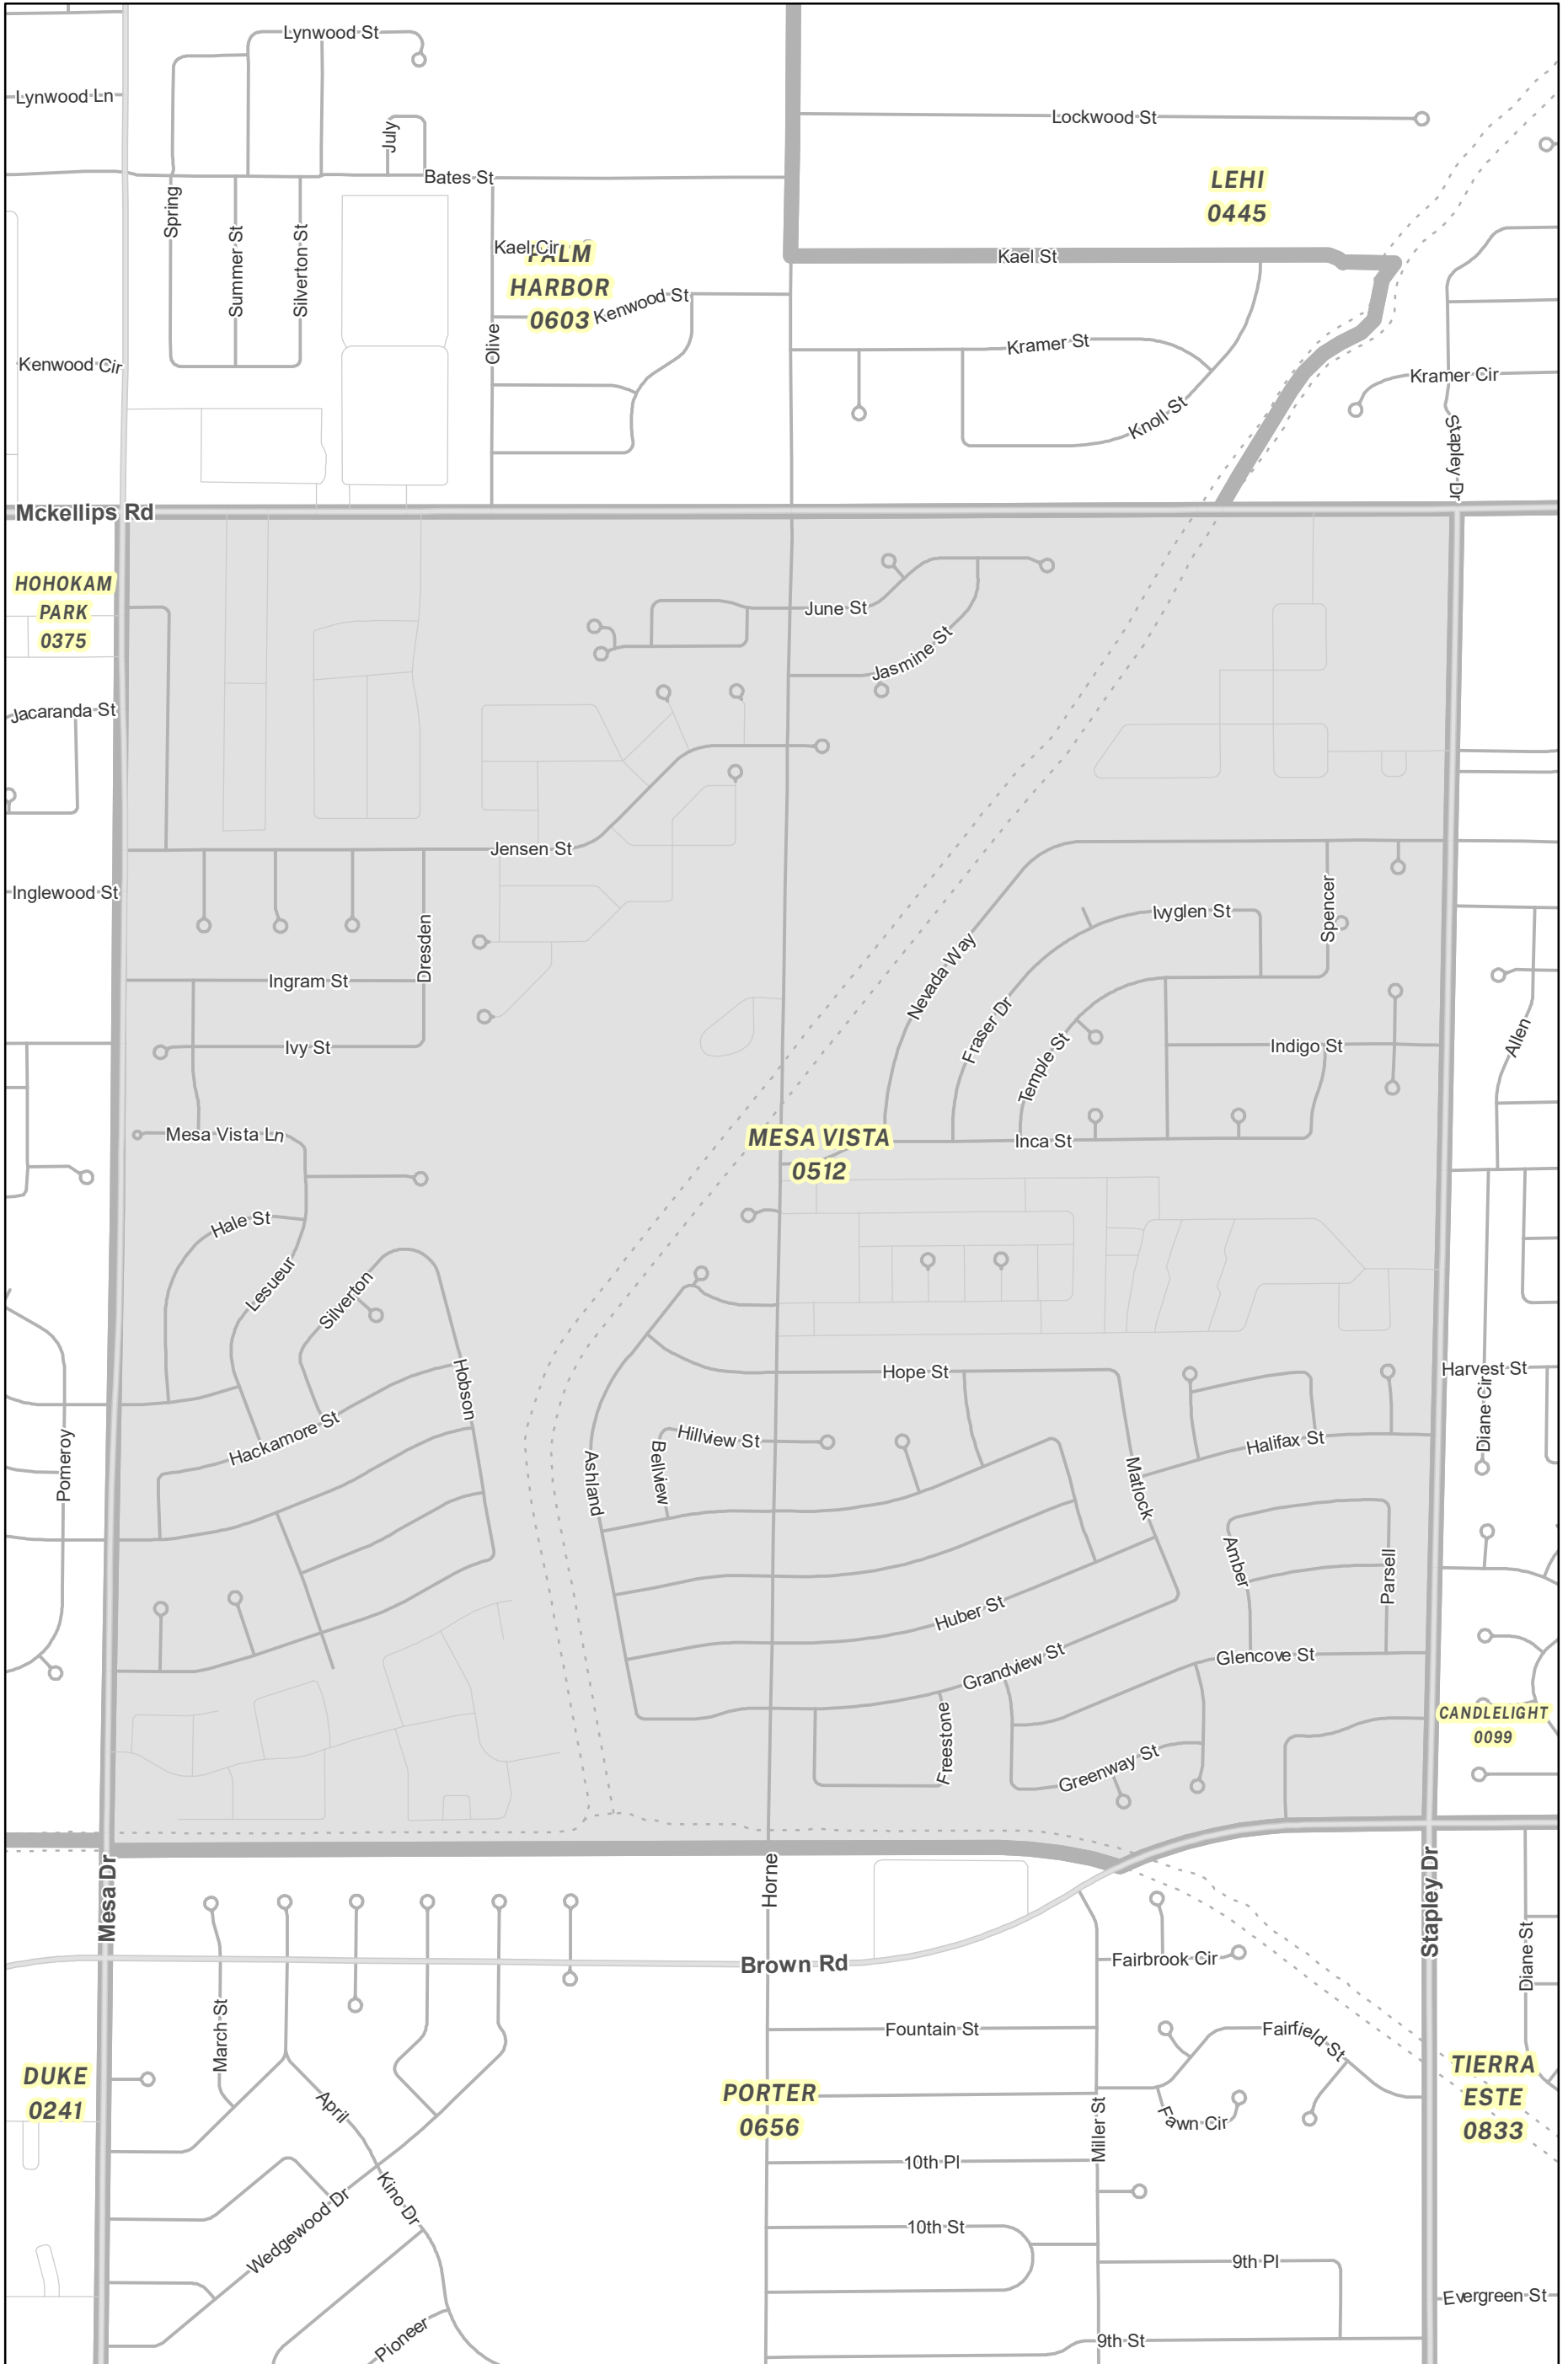 Lynwood St
Lynwood Ln
July
Lockwood St
Bates St
LEHI
0445
Spring
Summer St
Silverton St
Kael Cir
PALM
HARBOR
0603
Kenwood St
Kael St
Olive
Kenwood Cir
Kramer St
Knoll St
Kramer Cir
Stapley Dr
Mckellips Rd
HOHOKAM
PARK
0375
June St
Jasmine St
Jacaranda St
Jensen St
Inglewood St
Dresden
Ingram St
Ivy St
Nevada Way
Ivyglen St
Spencer
Fraser Dr
Temple St
Indigo St
Allen
Mesa Vista Ln
MESA VISTA
0512
Inca St
Hale St
Lesueur
Silverton
Hobson
Hope St
Harvest St
Diane Cir
Hackamore St
Pomeroy
Ashland
Bellview
Hillview St
Matlock
Halifax St
Amber
Parsell
Huber St
Grandview St
Glencove St
Freestone
Greenway St
CANDLELIGHT
0099
Mesa Dr
Horne
Stapley Dr
Brown Rd
Fairbrook Cir
Diane St
March St
Fountain St
Fairfield St
DUKE
0241
April
PORTER
0656
Miller St
Fawn Cir
TIERRA
ESTE
0833
10th Pl
Kino Dr
Wedgewood Dr
10th St
9th Pl
Evergreen St
Pioneer
9th St